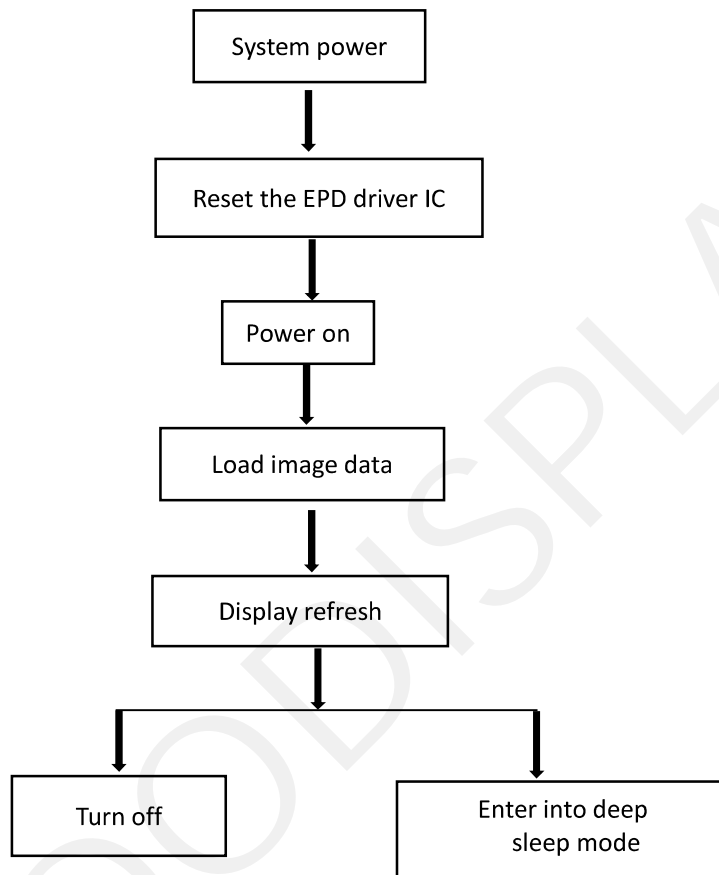 System power
Reset the EPD driver IC
Power on
Load image data
Display refresh
Turn off
Enter into deep
sleep mode
OODISPLA